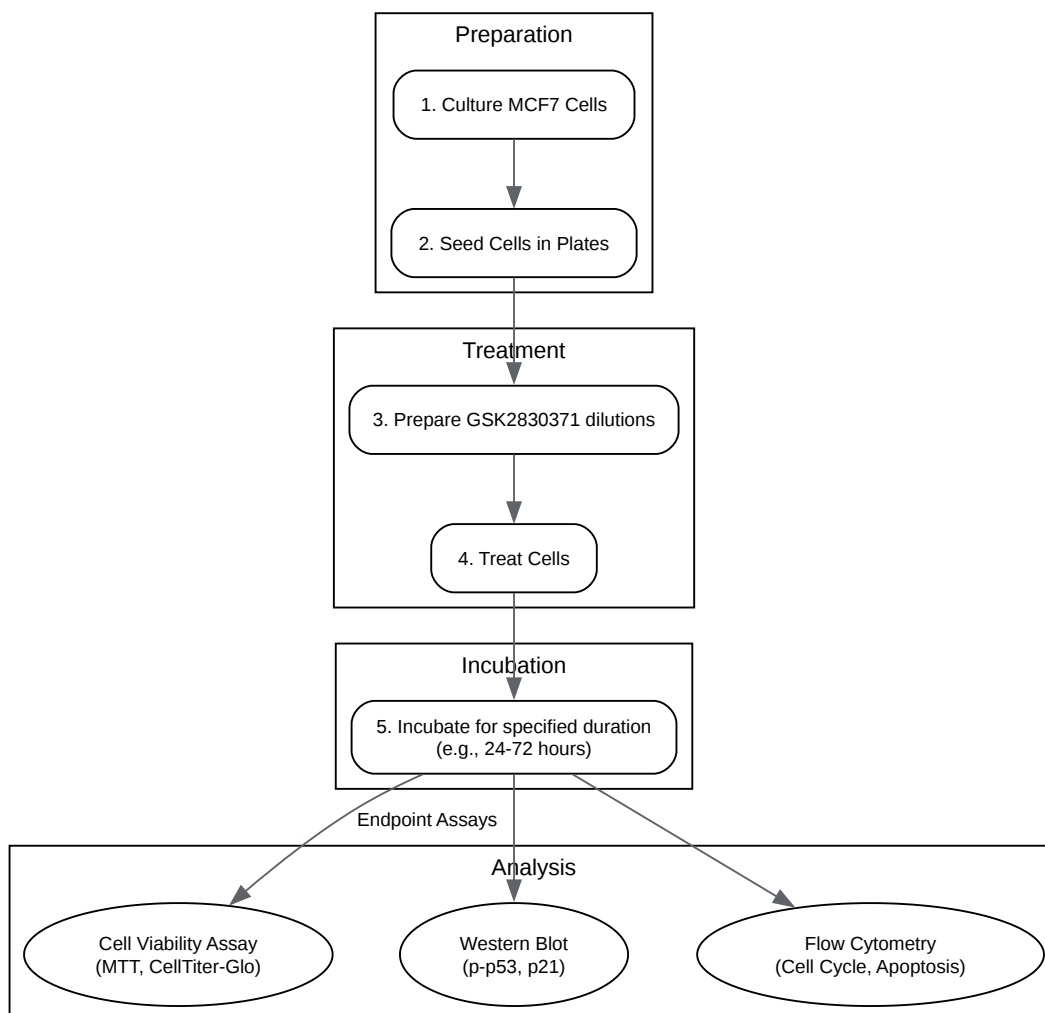 Preparation
1. Culture MCF7 Cells
2. Seed Cells in Plates
Treatment
3. Prepare GSK2830371 dilutions
4. Treat Cells
Incubation
5. Incubate for specified duration
(e.g., 24-72 hours)
Endpoint Assays
Analysis
Cell Viability Assay
(MTT, CellTiter-Glo)
Western Blot
(p-p53, p21)
Flow Cytometry
(Cell Cycle, Apoptosis)